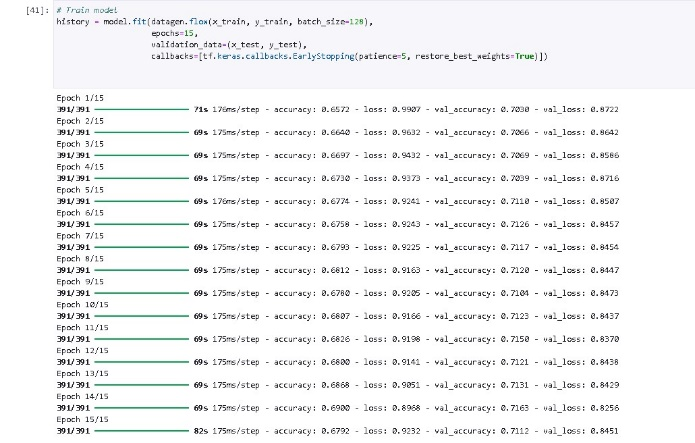 [41]: # Train model
history = model.fit(datagen.flow(x_train, y_train, batch_size=128),
epochs=15,
validation_data=(x_test, y_test),
callbacks=[tf.keras.callbacks.EarlyStopping(patience=5, restore_best_weights=True)])
Epoch 1/15
391/391 71s 176ms/step - accuracy: 0.6572 - loss: 0.9907 - val_accuracy: 0.7030 - val_loss: 0.8722
Epoch 2/15
391/391 69s 175ms/step - accuracy: 0.6640 - loss: 0.9632 - val_accuracy: 0.7066 - val_loss: 0.8642
Epoch 3/15
391/391 69s 175ms/step - accuracy: 0.6697 - loss: 0.9432 - val_accuracy: 0.7069 - val_loss: 0.8586
Epoch 4/15
391/391 69s 175ms/step - accuracy: 0.6730 - loss: 0.9373 - val_accuracy: 0.7039 - val_loss: 0.8716
Epoch 5/15
391/391 69s 176ms/step - accuracy: 0.6774 - loss: 0.9241 - val_accuracy: 0.7110 - val_loss: 0.8507
Epoch 6/15
391/391 69s 175ms/step - accuracy: 0.6758 - loss: 0.9243 - val_accuracy: 0.7126 - val_loss: 0.8457
Epoch 7/15
391/391 69s 175ms/step - accuracy: 0.6793 - loss: 0.9225 - val_accuracy: 0.7117 - val_loss: 0.8454
Epoch 8/15
391/391 69s 175ms/step - accuracy: 0.6812 - loss: 0.9163 - val_accuracy: 0.7120 - val_loss: 0.8447
Epoch 9/15
391/391 69s 175ms/step - accuracy: 0.6780 - loss: 0.9205 - val_accuracy: 0.7104 - val_loss: 0.8473
Epoch 10/15
391/391 69s 175ms/step - accuracy: 0.6807 - loss: 0.9166 - val_accuracy: 0.7123 - val_loss: 0.8437
Epoch 11/15
391/391 69s 175ms/step - accuracy: 0.6826 - loss: 0.9198 - val_accuracy: 0.7150 - val_loss: 0.8370
Epoch 12/15
391/391 69s 175ms/step - accuracy: 0.6800 - loss: 0.9141 - val_accuracy: 0.7121 - val_loss: 0.8438
Epoch 13/15
391/391 69s 175ms/step - accuracy: 0.6868 - loss: 0.9051 - val_accuracy: 0.7131 - val_loss: 0.8429
Epoch 14/15
391/391 69s 175ms/step - accuracy: 0.6900 - loss: 0.8968 - val_accuracy: 0.7163 - val_loss: 0.8256
Epoch 15/15
391/391 82s 175ms/step - accuracy: 0.6792 - loss: 0.9232 - val_accuracy: 0.7112 - val_loss: 0.8451